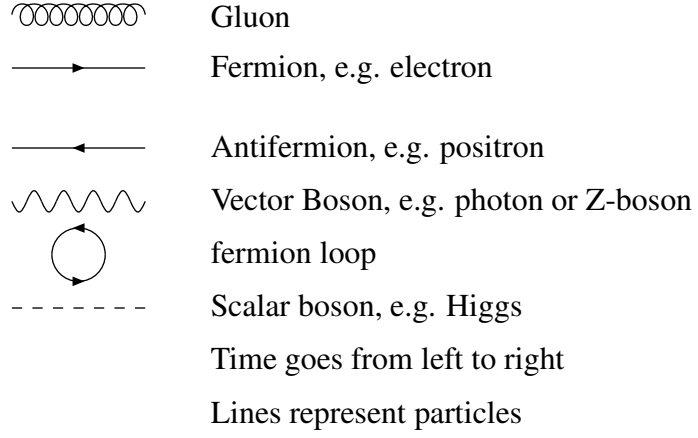 Gluon
Fermion, e.g. electron
Antifermion, e.g. positron
Vector Boson, e.g. photon or Z-boson
fermion loop
Scalar boson, e.g. Higgs
Time goes from left to right
Lines represent particles